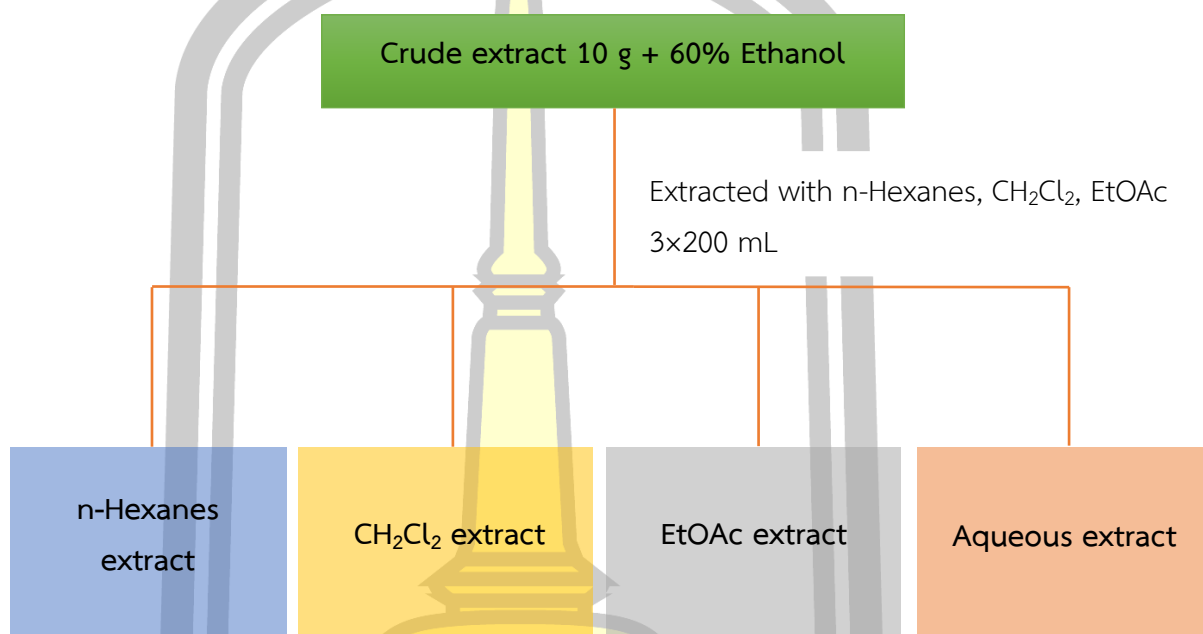 Crude extract 10 g + 60% Ethanol
Extracted with n-Hexanes, CH₂Cl₂, EtOAc
3×200 mL
n-Hexanes
extract
CH₂Cl₂ extract
EtOAc extract
Aqueous extract